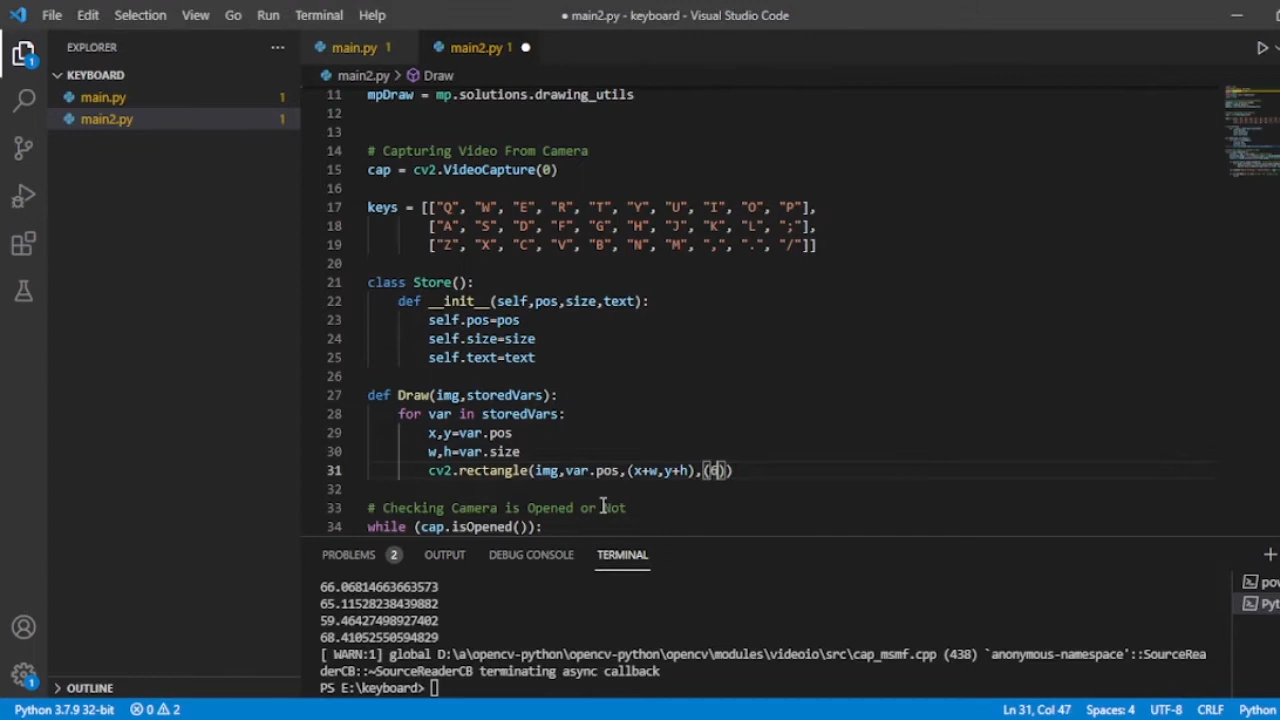 File Edit Selection View Go Run Terminal Help
● main2.py - keyboard - Visual Studio Code
EXPLORER
main.py 1
main2.py 1
KEYBOARD
main2.py > Draw
main.py 1
main2.py 1
11 mpDraw = mp.solutions.drawing_utils
12
13
14 # Capturing Video From Camera
15 cap = cv2.VideoCapture(0)
16
17 keys = [["Q", "W", "E", "R", "T", "Y", "U", "I", "O", "P"],
18 ["A", "S", "D", "F", "G", "H", "J", "K", "L", ";"],
19 ["Z", "X", "C", "V", "B", "N", "M", ",", ".", "/"]]
20
21 class Store():
22 def __init__(self,pos,size,text):
23 self.pos=pos
24 self.size=size
25 self.text=text
26
27 def Draw(img,storedVars):
28 for var in storedVars:
29 x,y=var.pos
30 w,h=var.size
31 cv2.rectangle(img,var.pos,(x+w,y+h),(6))
32
33 # Checking Camera is Opened or Not
34 while (cap.isOpened()):
PROBLEMS 2 OUTPUT DEBUG CONSOLE TERMINAL
66.06814663663573
65.11528238439882
59.46427498927402
68.41052550594829
[ WARN:1] global D:\a\opencv-python\opencv-python\opencv\modules\videoio\src\cap_msmf.cpp (438) `anonymous-namespace'::SourceRea
derCB::~SourceReaderCB terminating async callback
PS E:\keyboard>
pov
Pyt
1
1
OUTLINE
Python 3.7.9 32-bit 0 2 Ln 31, Col 47 Spaces: 4 UTF-8 CRLF Python